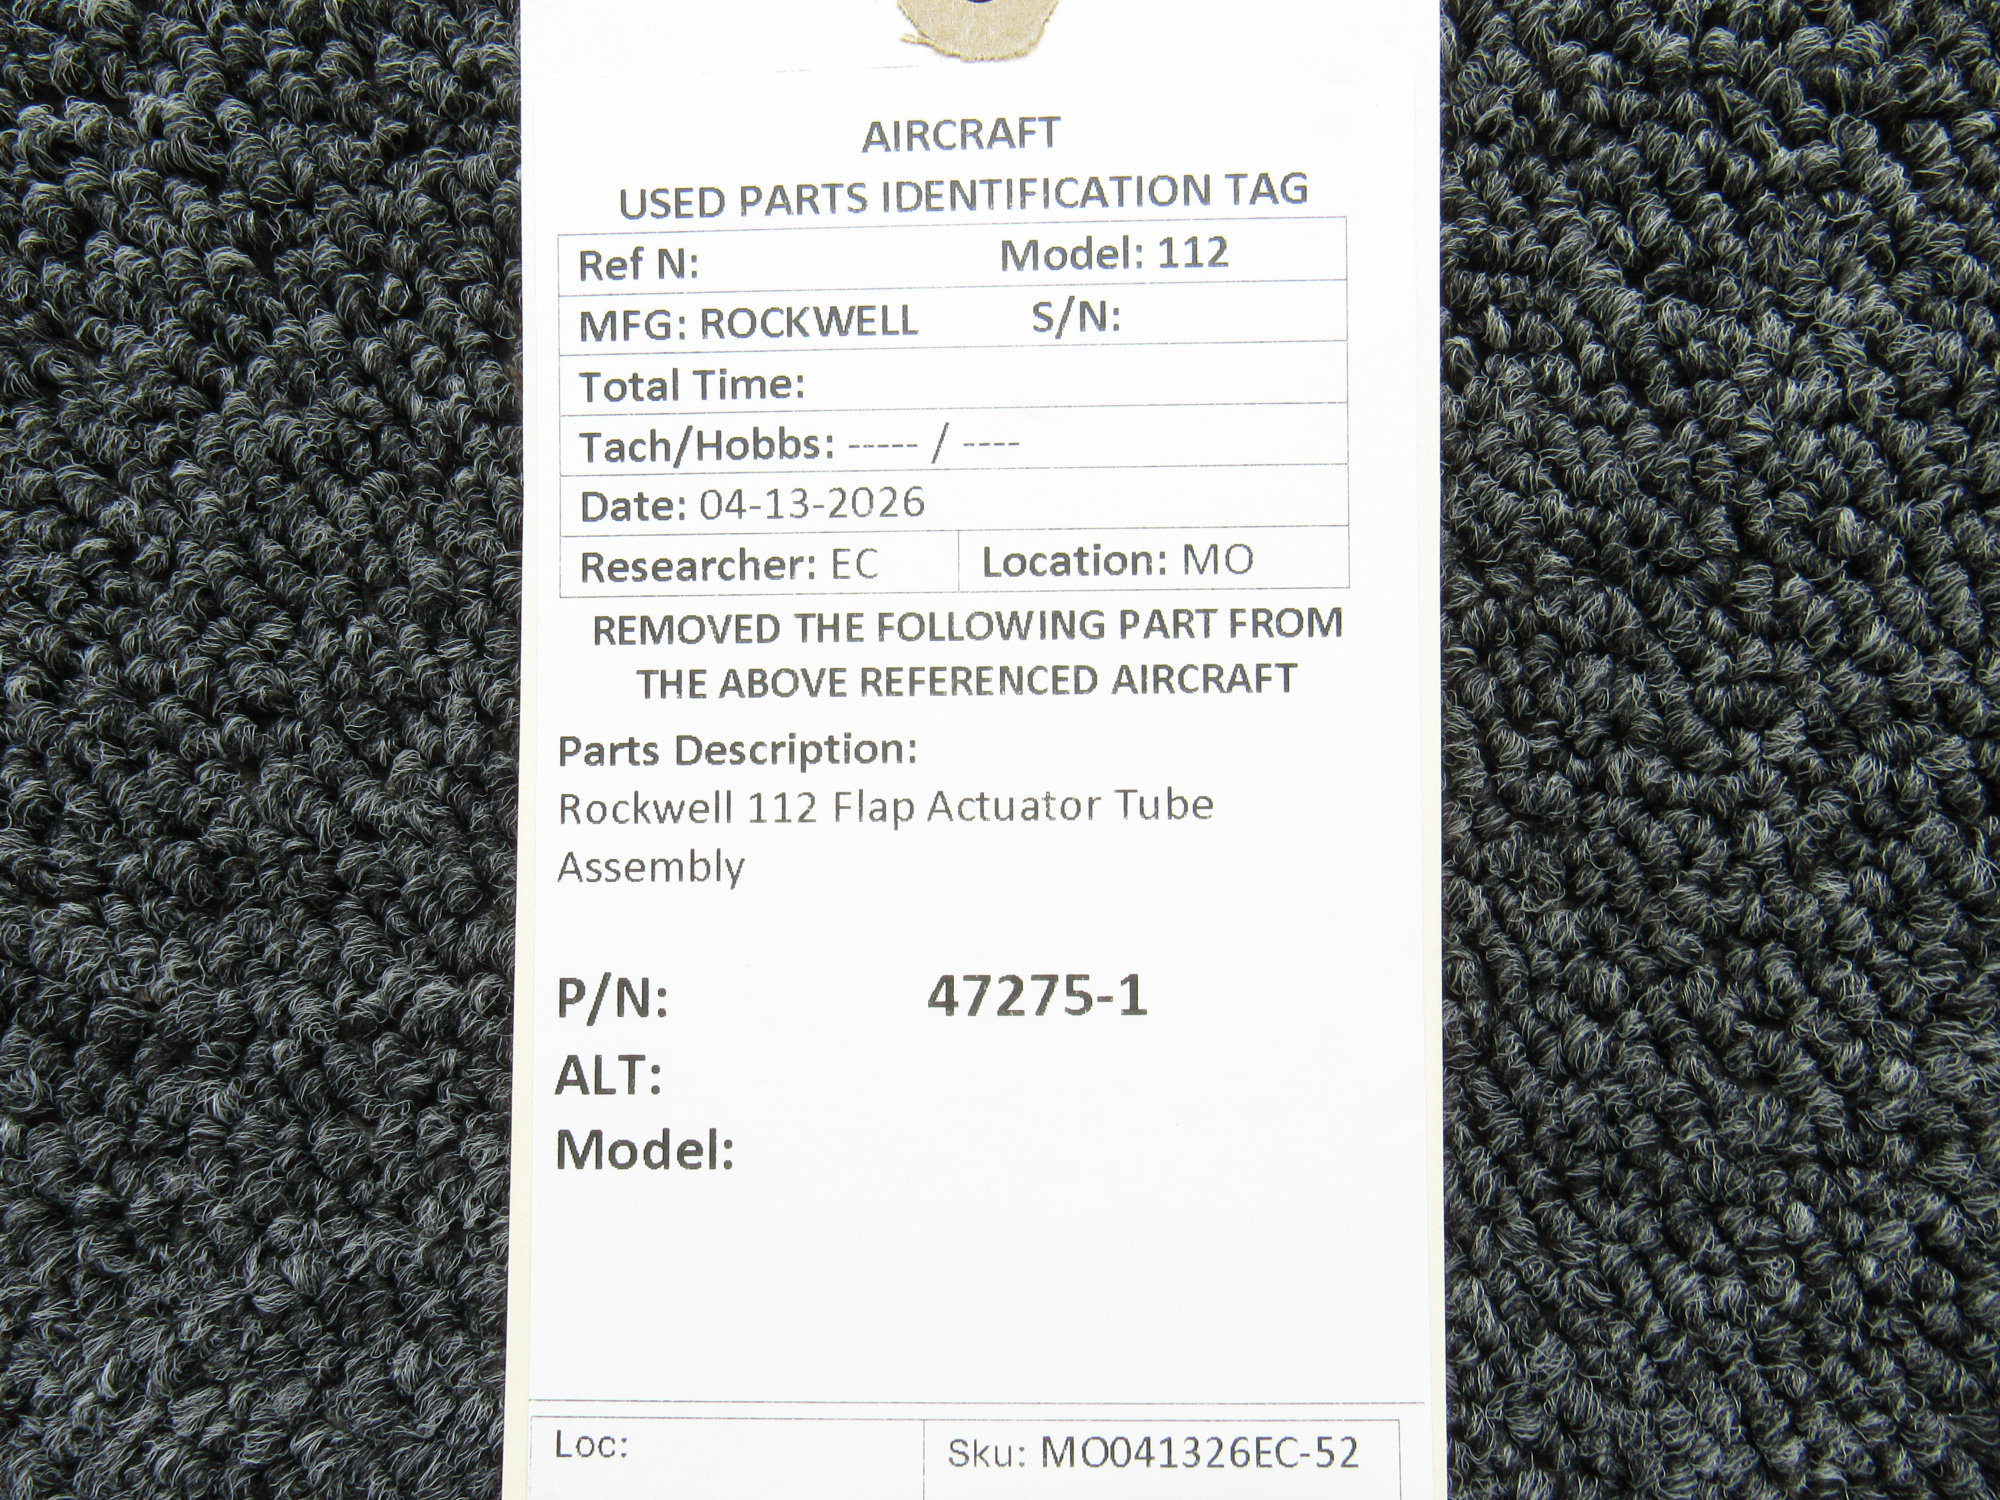 AIRCRAFT
USED PARTS IDENTIFICATION TAG
Ref N: Model: 112
MFG: ROCKWELL S/N:
Total Time:
Tach/Hobbs: ----- / ----
Date: 04-13-2026
Researcher: EC Location: MO
REMOVED THE FOLLOWING PART FROM
THE ABOVE REFERENCED AIRCRAFT
Parts Description:
Rockwell 112 Flap Actuator Tube
Assembly
P/N: 47275-1
ALT:
Model:
Loc: Sku: MO041326EC-52